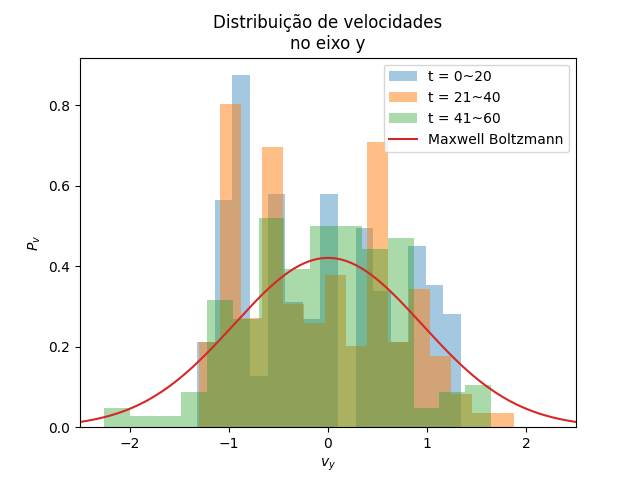 Distribuição de velocidades
no eixo y
t = 0~20
t = 21~40
t = 41~60
Maxwell Boltzmann
0.8
0.6
0.4
0.2
0.0
P_v
−2
−1
0
1
2
v_y